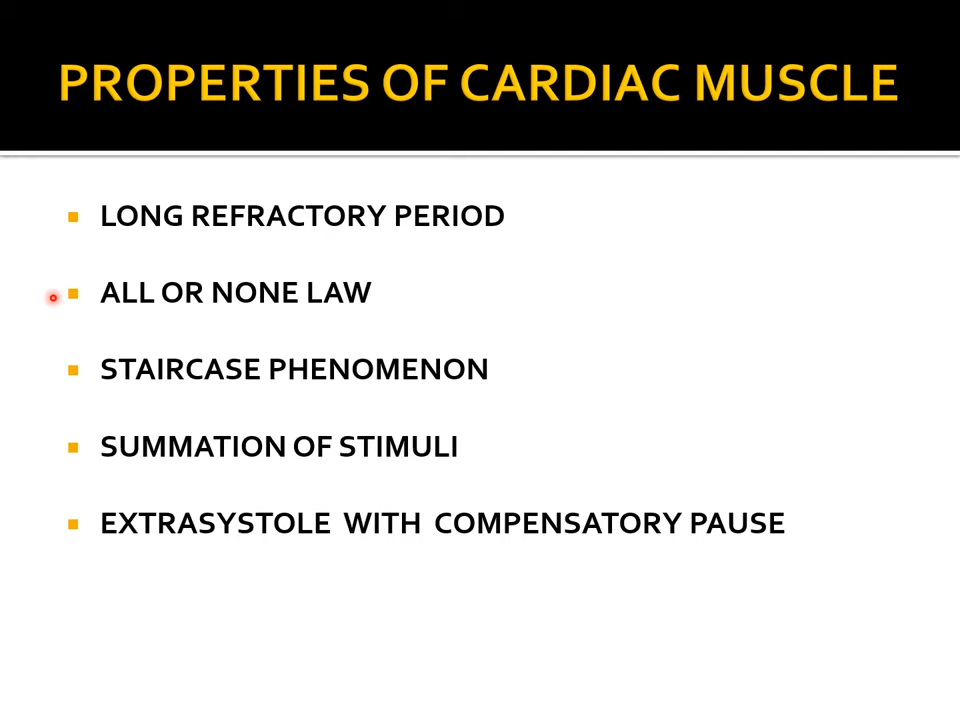 PROPERTIES OF CARDIAC MUSCLE
LONG REFRACTORY PERIOD
ALL OR NONE LAW
STAIRCASE PHENOMENON
SUMMATION OF STIMULI
EXTRASYSTOLE WITH COMPENSATORY PAUSE